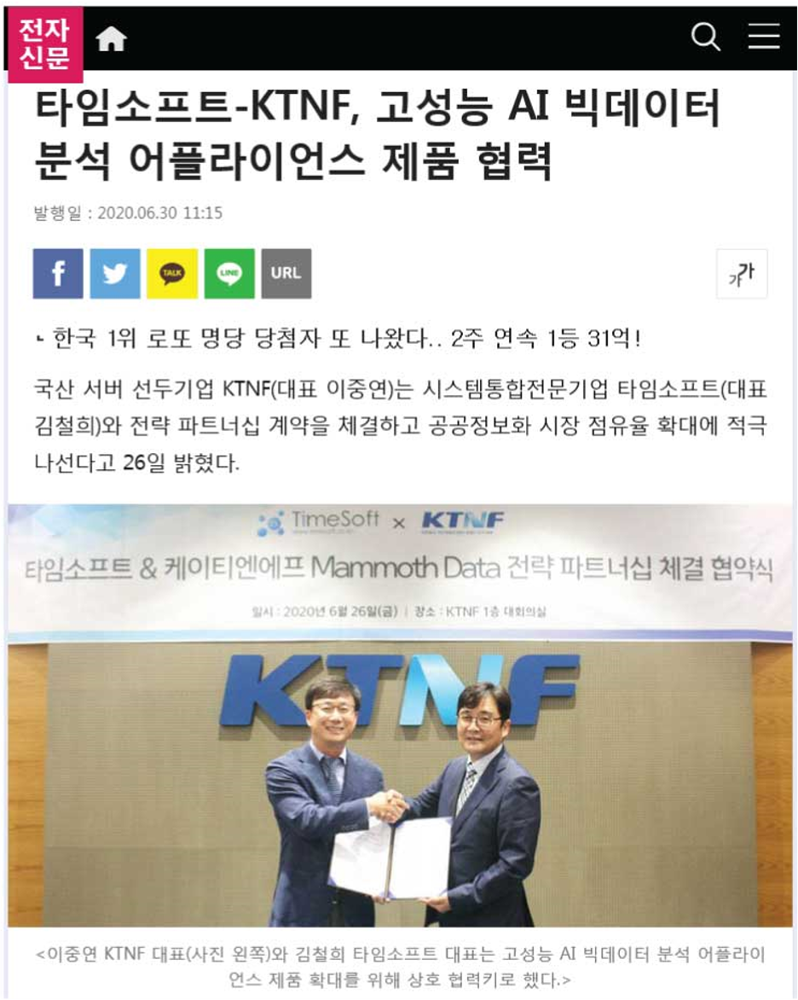 전자
신문
타임소프트-KTNF, 고성능 AI 빅데이터
분석 어플라이언스 제품 협력
발행일 : 2020.06.30 11:15
f
TALK
LINE
URL
가가
한국 1위 로또 명당 당첨자 또 나왔다.. 2주 연속 1등 31억!
국산 서버 선두기업 KTNF(대표 이중연)는 시스템통합전문기업 타임소프트(대표
김철희)와 전략 파트너십 계약을 체결하고 공공정보화 시장 점유율 확대에 적극
나선다고 26일 밝혔다.
TimeSoft x KTNF
타임소프트 & 케이티엔에프 Mammoth Data 전략 파트너십 체결 협약식
일시 : 2020년 6월 26일(금) | 장소 : KTNF 1층 대회의실
KTNF
<이중연 KTNF 대표(사진 왼쪽)와 김철희 타임소프트 대표는 고성능 AI 빅데이터 분석 어플라이
언스 제품 확대를 위해 상호 협력키로 했다.>